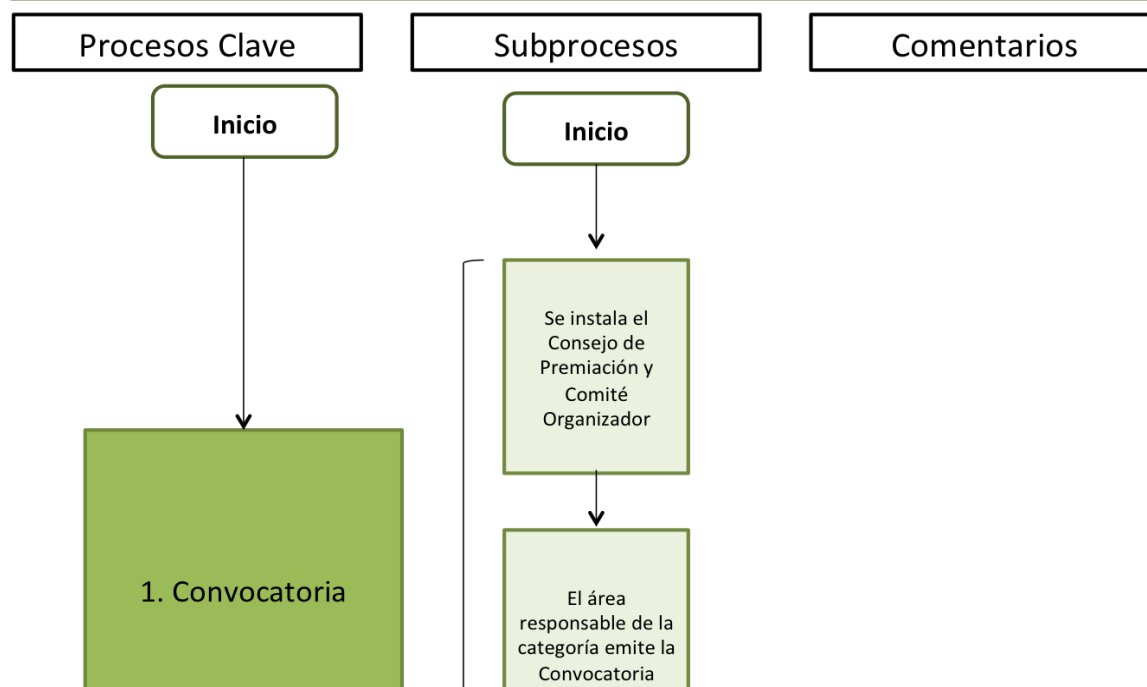 Procesos Clave
Subprocesos
Comentarios
Inicio
Inicio
Se instala el
Consejo de
Premiación y
Comité
Organizador
1. Convocatoria
El área
responsable de la
categoría emite la
Convocatoria